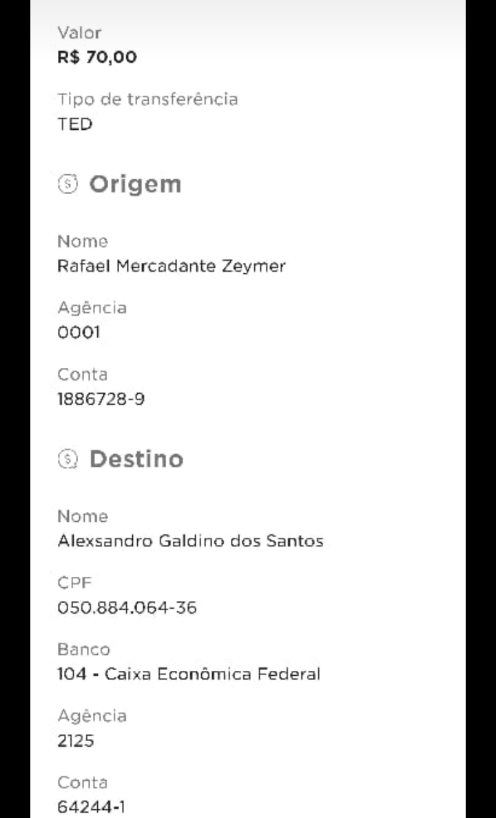 Valor
R$ 70,00
Tipo de transferência
TED
Origem
Nome
Rafael Mercadante Zeymer
Agência
0001
Conta
1886728-9
Destino
Nome
Alexsandro Galdino dos Santos
CPF
050.884.064-36
Banco
104 - Caixa Econômica Federal
Agência
2125
Conta
64244-1